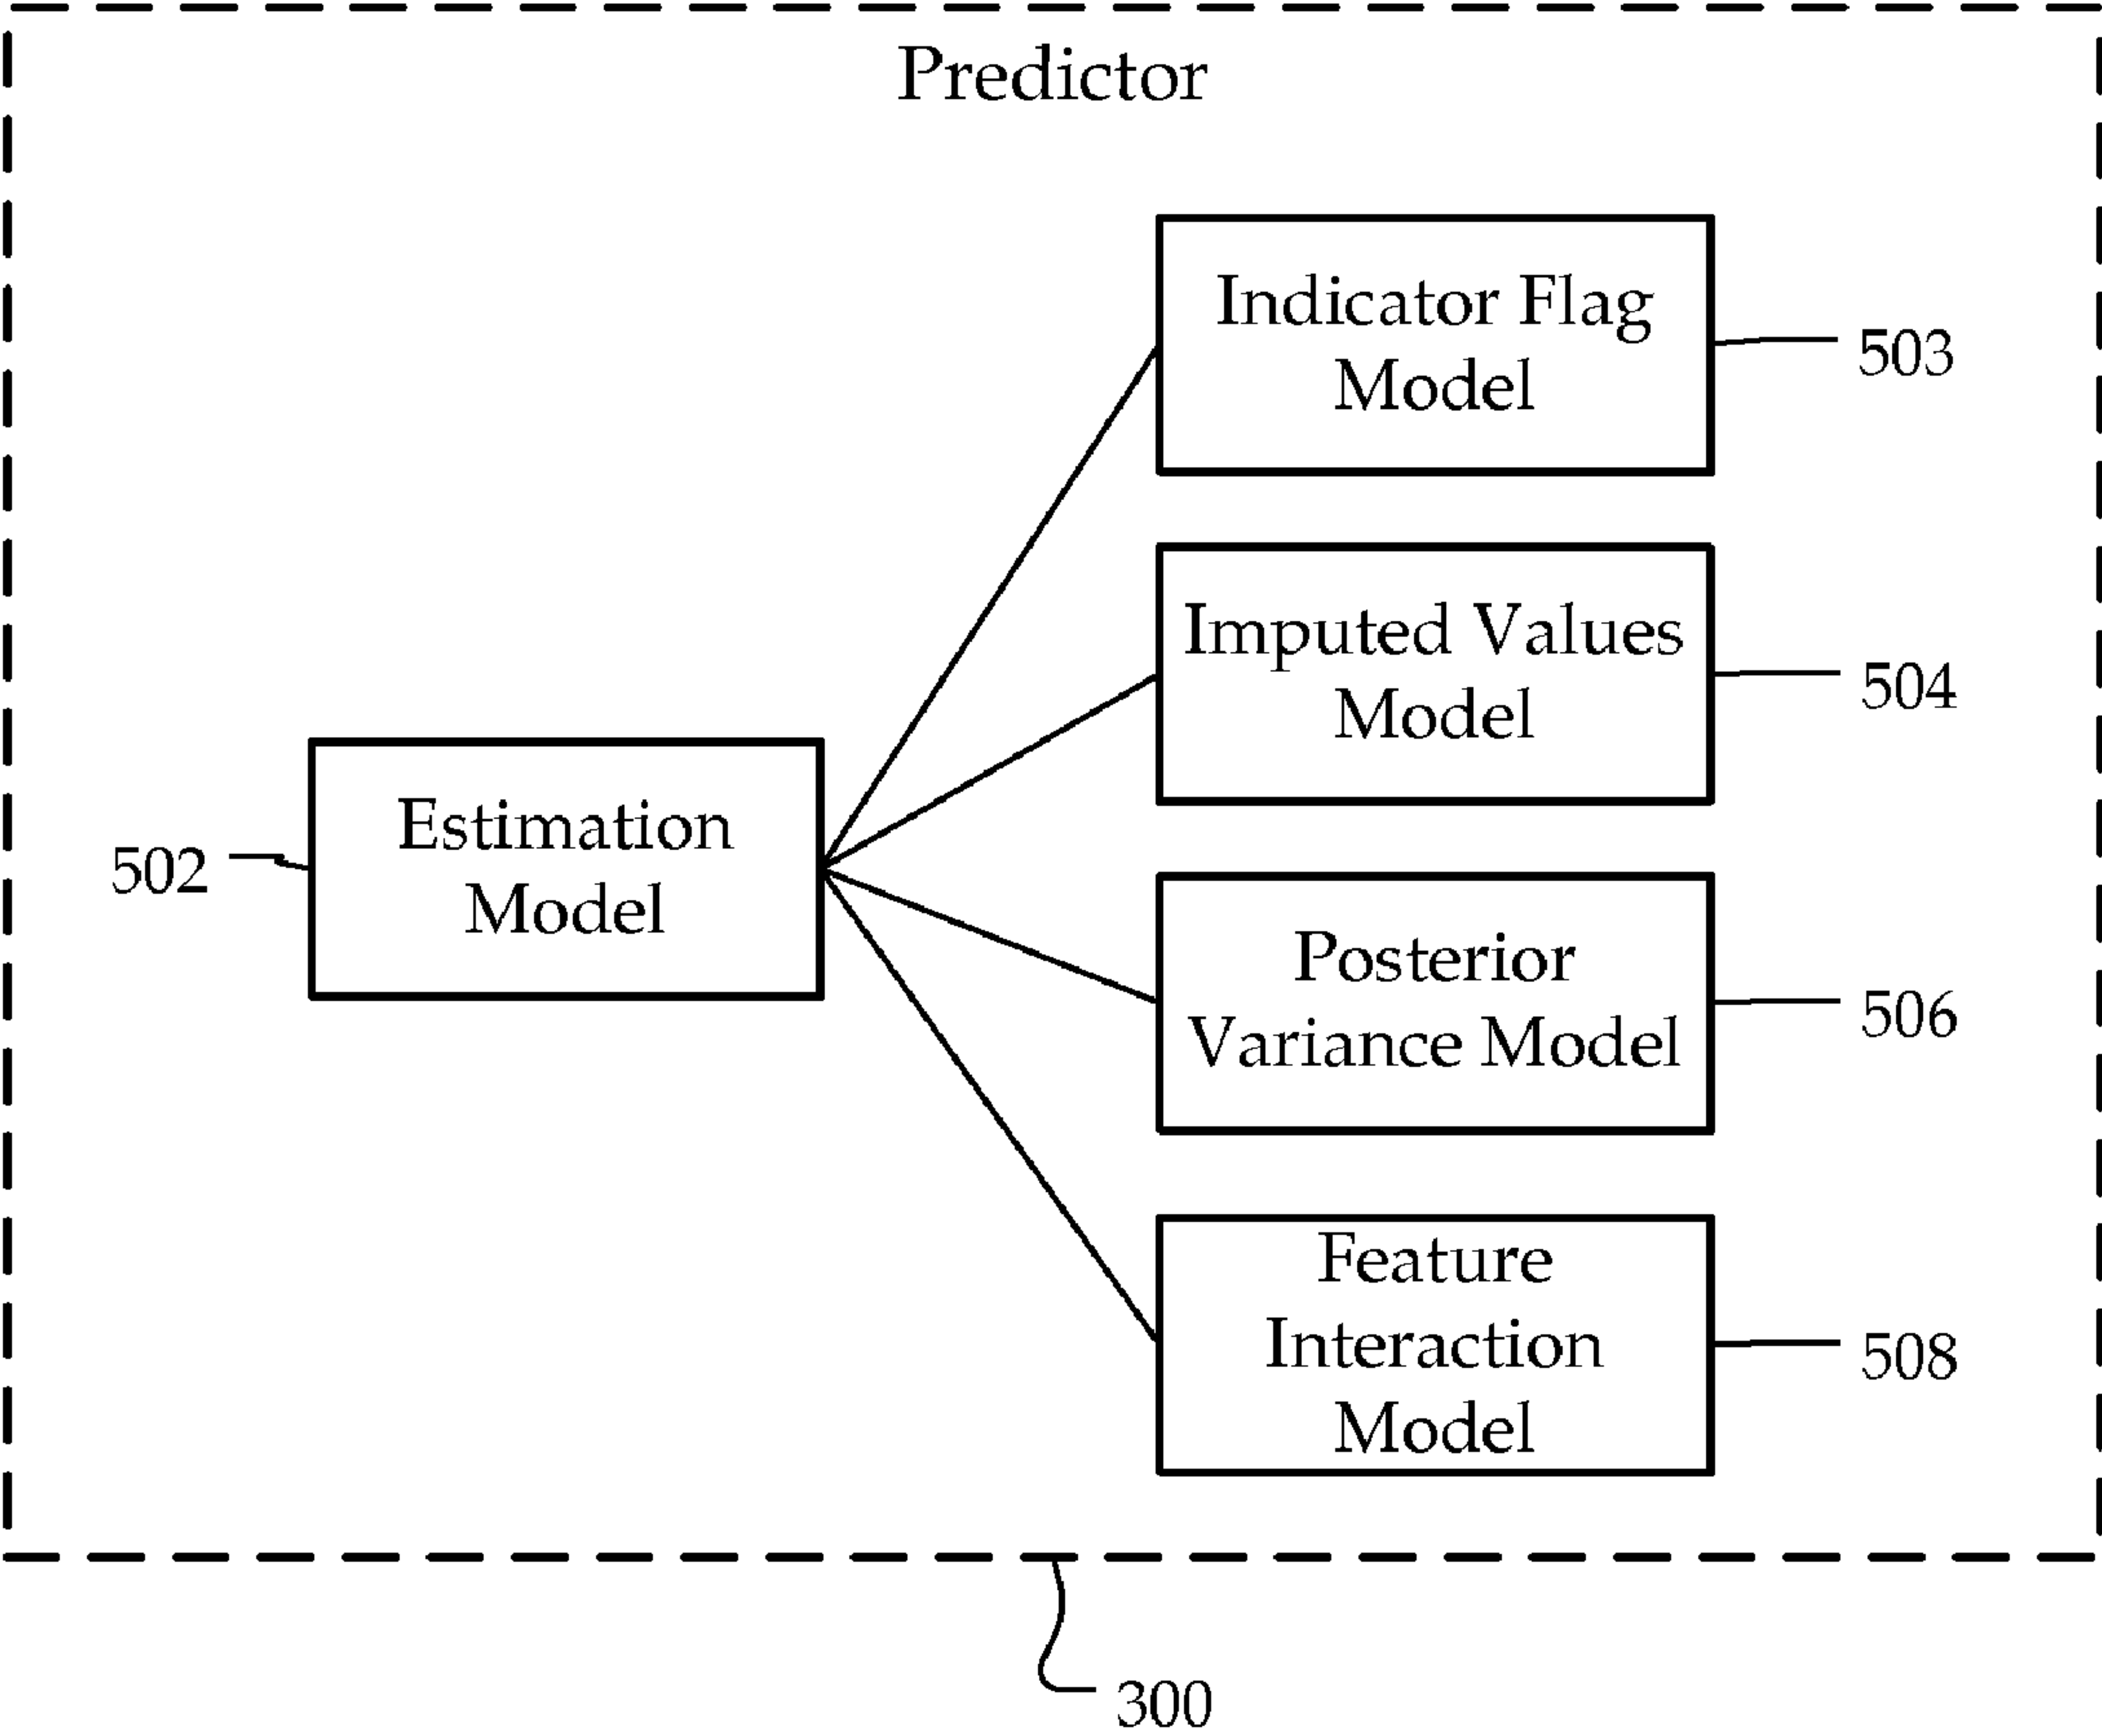 Predictor
Indicator Flag
Model
503
Imputed Values
Model
504
Estimation
Model
502
Posterior
Variance Model
506
Feature
Interaction
Model
508
300